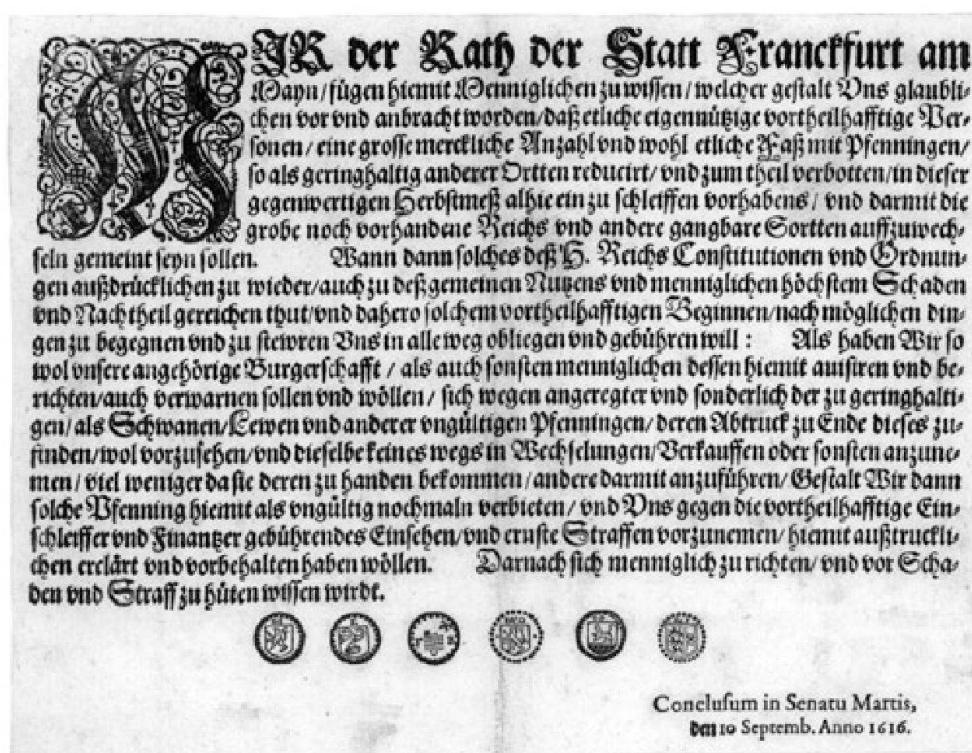 WIR der Rath der Statt Franckfurt am
Mayn/fügen hiemit Menniglichen zu wissen/welcher gestalt Vns glaubli-
chen vor vnd anbracht worden/daß etliche eigennützige vortheilhafftige Per-
sonen/eine grosse merckliche Anzahl vnd wohl etliche Faß mit Pfenningen/
so als geringhaltig anderer Ortten reducirt/vnd zum theil verbotten/in dieser
gegenwertigen Herbstmeß alhie ein zu schleiffen vorhabens/vnd darmit die
grobe noch vorhandene Reichs vnd andere gangbare Sortten auffzuwech-
seln gemeint seyn sollen. Wann dann solches deß H. Reichs Constitutionen vnd Ordnun-
gen außdrücklichen zu wieder/auch zu deß gemeinen Nutzens vnd menniglichen höchstem Schaden
vnd Nachtheil gereichen thut/vnd dahero solchem vortheilhafftigen Beginnen/nach möglichen din-
gen zu begegnen vnd zu stewren Vns in alle weg obliegen vnd gebühren will: Als haben Wir so
wol vnsere angehörige Burgerschafft/als auch sonsten menniglichen dessen hiemit auisiren vnd be-
richten/auch verwarnen sollen vnd wöllen/sich wegen angeregter vnd sonderlich der zu geringhalti-
gen/als Schwanen/Lewen vnd anderer vngültigen Pfenningen/deren Abtruck zu Ende dieses zu-
finden/wol vorzusehen/vnd dieselbe keines wegs in Wechselungen/Verkauffen oder sonsten anzune-
men/viel weniger da sie deren zu handen bekommen/andere darmit anzuführen/Gestalt Wir dann
solche Pfenning hiemit als vngültig nochmaln verbieten/vnd Vns gegen die vortheilhafftige Ein-
schleiffer vnd Finantzer gebührendes Einsehen/vnd ernste Straffen vorzunemen/hiemit außtruckli-
chen erclärt vnd vorbehalten haben wöllen. Darnach sich menniglich zu richten/vnd vor Scha-
den vnd Straff zu hüten wissen wirdt.
Conclusum in Senatu Martis,
den 10 Septemb. Anno 1616.